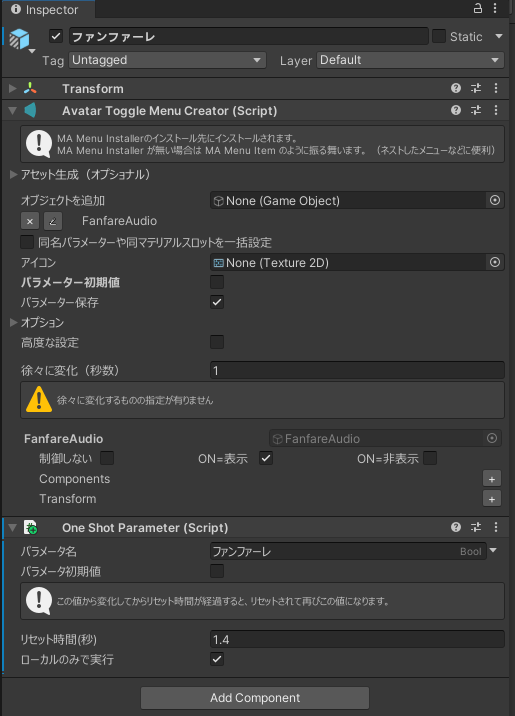 Inspector
ファンファーレ
Static
Tag Untagged Layer Default
Transform
Avatar Toggle Menu Creator (Script)
MA Menu Installerのインストール先にインストールされます。
MA Menu Installer が無い場合は MA Menu Item のように振る舞います。（ネストしたメニューなどに便利）
アセット生成（オプショナル）
オブジェクトを追加 None (Game Object)
× ∠ FanfareAudio
同名パラメーターや同マテリアルスロットを一括設定
アイコン None (Texture 2D)
パラメーター初期値
パラメーター保存
オプション
高度な設定
徐々に変化（秒数） 1
徐々に変化するものの指定が有りません
FanfareAudio FanfareAudio
制御しない ON=表示 ON=非表示
Components +
Transform +
One Shot Parameter (Script)
パラメータ名 ファンファーレ Bool
パラメータ初期値
この値から変化してからリセット時間が経過すると、リセットされて再びこの値になります。
リセット時間(秒) 1.4
ローカルのみで実行
Add Component